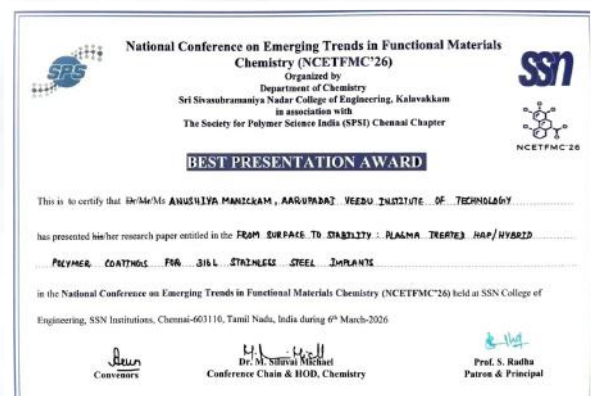 National Conference on Emerging Trends in Functional Materials
Chemistry (NCETFMC'26)
Organized by
Department of Chemistry
Sri Sivasubramaniya Nadar College of Engineering, Kalavakkam
in association with
The Society for Polymer Science India (SPSI) Chennai Chapter
SPS
SSN
NCETFMC'26
BEST PRESENTATION AWARD
This is to certify that Dr/Mr/Ms ANUSHIYA MANICKAM, AARUPADAI VEEDU INSTITUTE OF TECHNOLOGY
has presented his/her research paper entitled in the FROM SURFACE TO STABILITY : PLASMA TREATED HAP/HYBRID
POLYMER COATINGS FOR 316L STAINLESS STEEL IMPLANTS
in the National Conference on Emerging Trends in Functional Materials Chemistry (NCETFMC'26) held at SSN College of
Engineering, SSN Institutions, Chennai-603110, Tamil Nadu, India during 6th March-2026
Convenors
Dr. M. Silavai Michael
Conference Chain & HOD, Chemistry
Prof. S. Radha
Patron & Principal